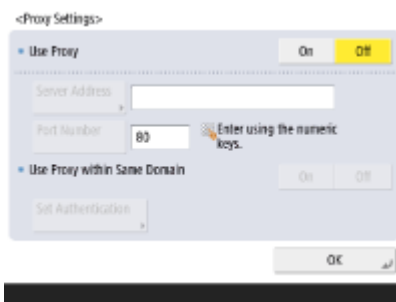 <Proxy Settings>
Use Proxy
On
Off
Server Address
Port Number
80
Enter using the numeric
keys.
Use Proxy within Same Domain
On
Off
Set Authentication
OK